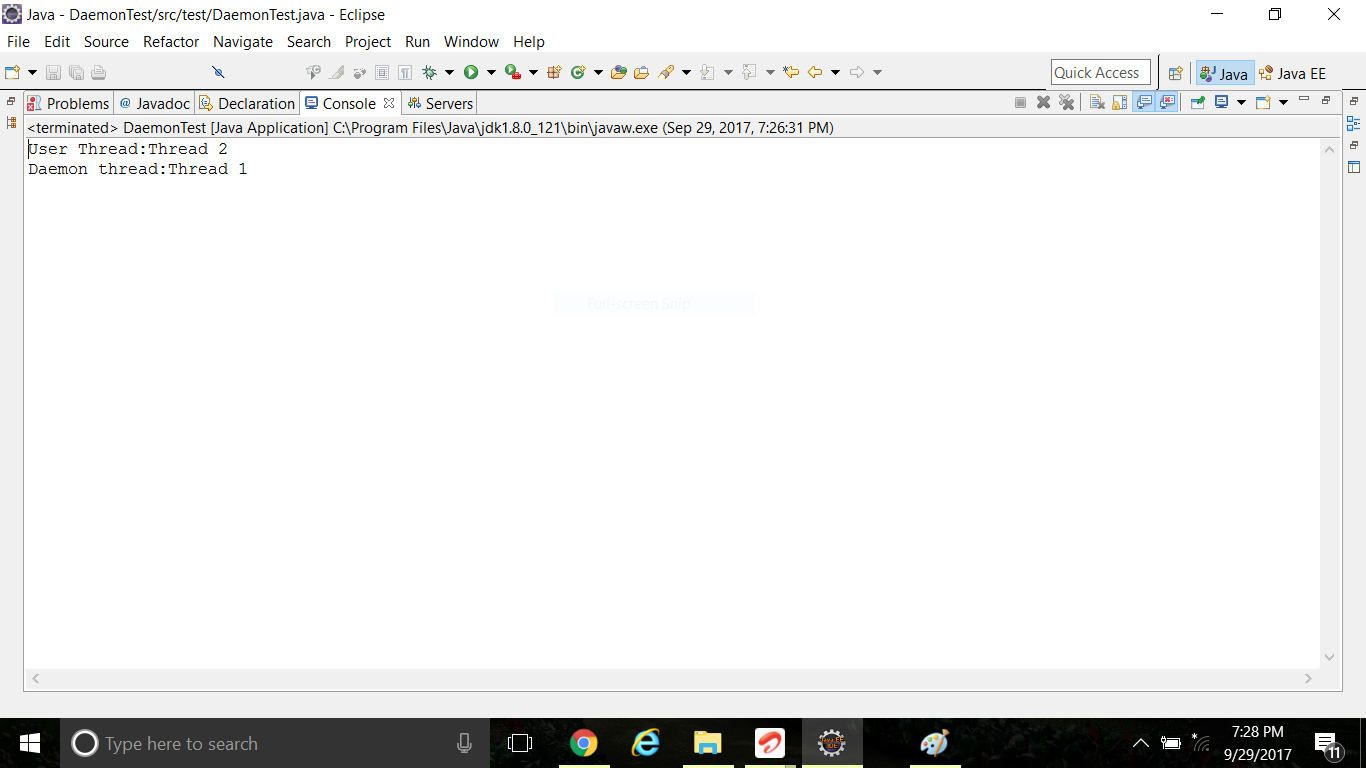 Java - DaemonTest/src/test/DaemonTest.java - Eclipse
File Edit Source Refactor Navigate Search Project Run Window Help
Quick Access Java Java EE
Problems @ Javadoc Declaration Console Servers
<terminated> DaemonTest [Java Application] C:\Program Files\Java\jdk1.8.0_121\bin\javaw.exe (Sep 29, 2017, 7:26:31 PM)
User Thread:Thread 2
Daemon thread:Thread 1
Full-screen Snip
Type here to search
7:28 PM
9/29/2017
11